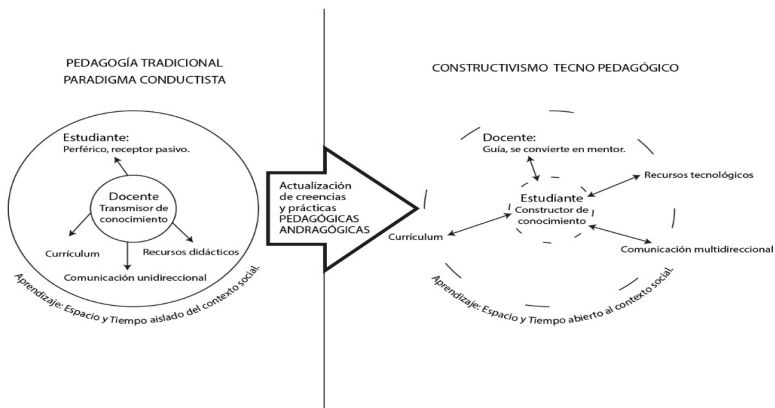 PEDAGOGÍA TRADICIONAL
PARADIGMA CONDUCTISTA
Estudiante:
Perférico, receptor pasivo.
Docente
Transmisor de
conocimiento
Currículum
Recursos didácticos
Comunicación unidireccional
Aprendizaje: Espacio y Tiempo aislado del contexto social.
Actualización
de creencias
y prácticas
PEDAGÓGICAS
ANDRAGÓGICAS
CONSTRUCTIVISMO TECNO PEDAGÓGICO
Docente:
Guía, se convierte en mentor.
Recursos tecnológicos
Estudiante
Constructor de
conocimiento
Currículum
Comunicación multidireccional
Aprendizaje: Espacio y Tiempo abierto al contexto social.